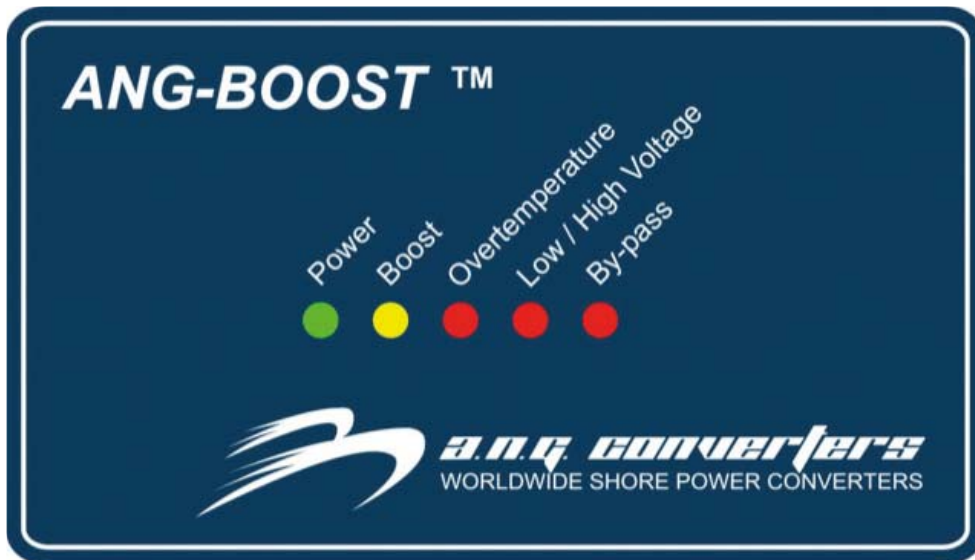 ANG-BOOST ™
Power
Boost
Overtemperature
Low / High Voltage
By-pass
a.n.g. converters
WORLDWIDE SHORE POWER CONVERTERS